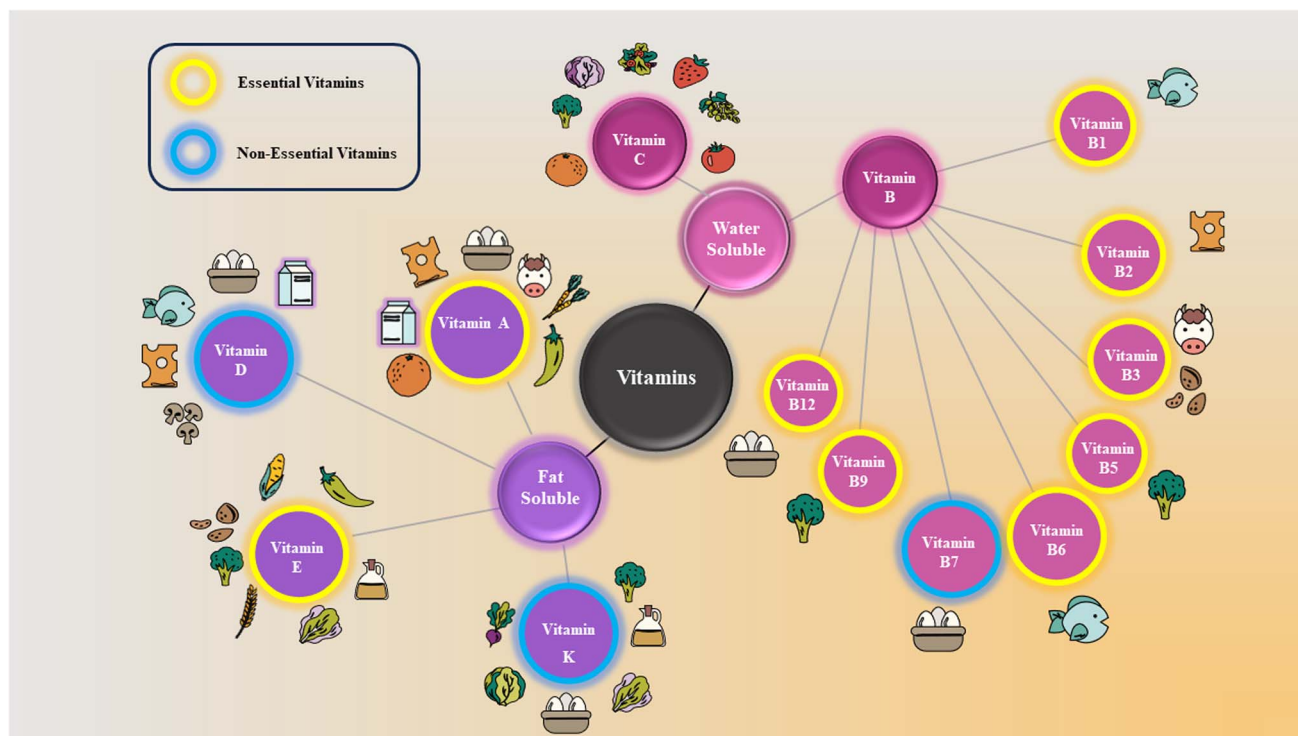 Essential Vitamins
Non-Essential Vitamins
Vitamin
C
Vitamin
B
Vitamin
B1
Water
Soluble
Vitamin
B2
Vitamin A
Vitamin
D
Vitamins
Vitamin
B3
Vitamin
B12
Vitamin
B5
Vitamin
B9
Fat
Soluble
Vitamin
B6
Vitamin
B7
Vitamin
E
Vitamin
K